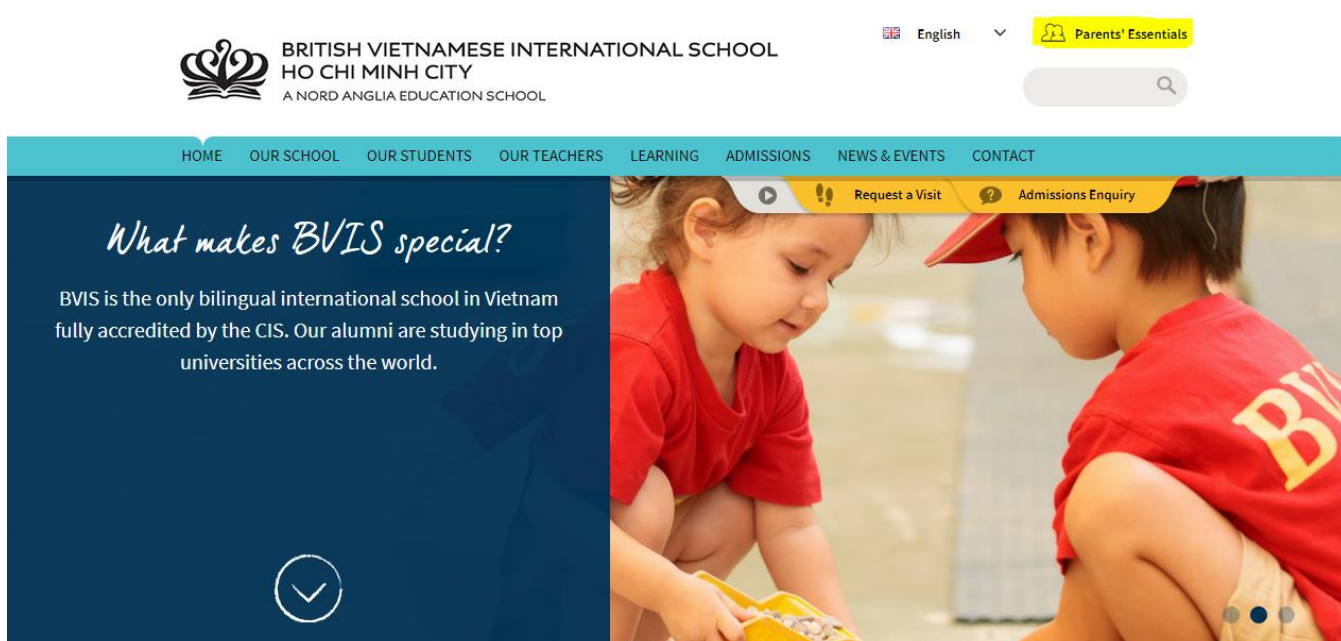 English
Parents' Essentials
BRITISH VIETNAMESE INTERNATIONAL SCHOOL
HO CHI MINH CITY
A NORD ANGLIA EDUCATION SCHOOL
HOME OUR SCHOOL OUR STUDENTS OUR TEACHERS LEARNING ADMISSIONS NEWS & EVENTS CONTACT
Request a Visit
Admissions Enquiry
What makes BVIS special?
BVIS is the only bilingual international school in Vietnam
fully accredited by the CIS. Our alumni are studying in top
universities across the world.